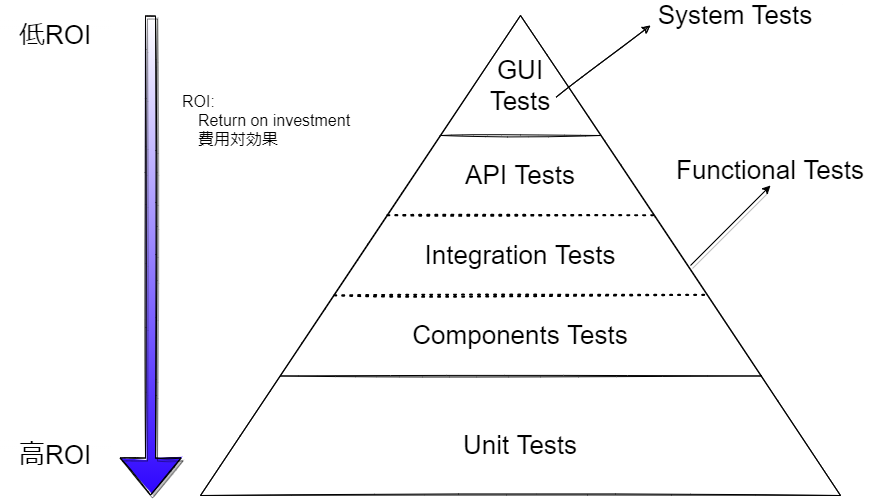 低ROI
ROI:
Return on investment
費用対効果
高ROI
System Tests
GUI
Tests
API Tests
Functional Tests
Integration Tests
Components Tests
Unit Tests